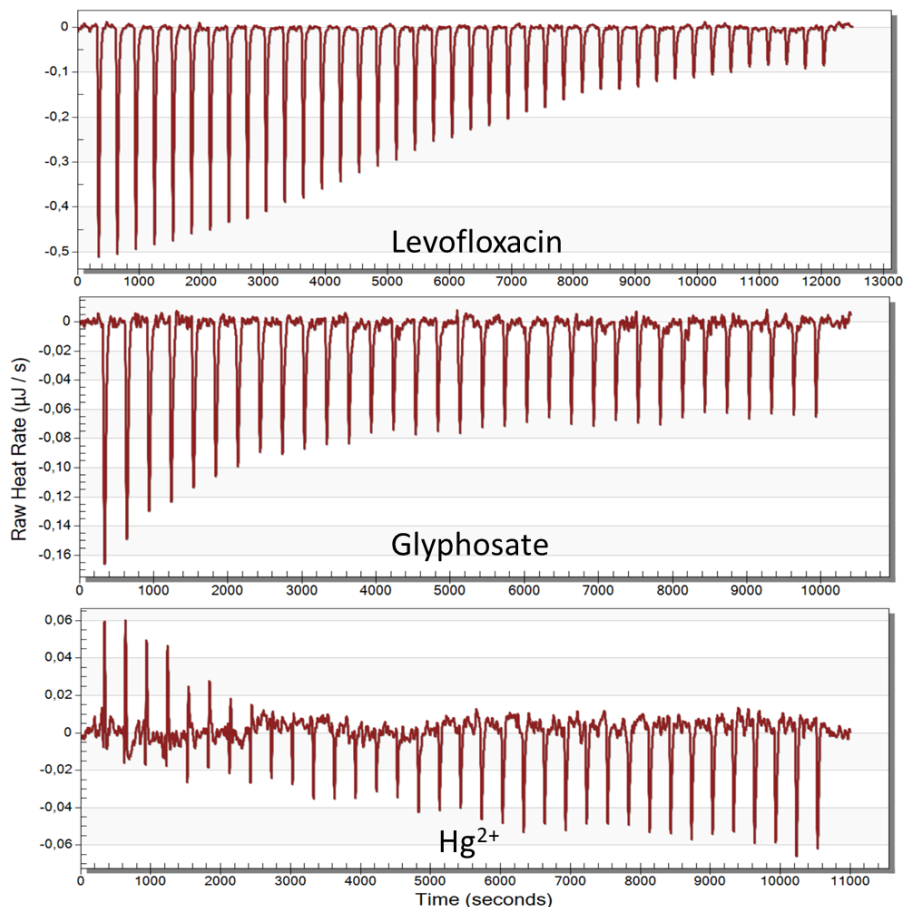 0
-0,1
-0,2
-0,3
-0,4
-0,5
Levofloxacin
0 1000 2000 3000 4000 5000 6000 7000 8000 9000 10000 11000 12000 13000
0
-0,02
-0,04
-0,06
-0,08
-0,10
-0,12
-0,14
-0,16
Raw Heat Rate (µJ / s)
Glyphosate
0 1000 2000 3000 4000 5000 6000 7000 8000 9000 10000
0,06
0,04
0,02
0
-0,02
-0,04
-0,06
Hg²⁺
0 1000 2000 3000 4000 5000 6000 7000 8000 9000 10000 11000
Time (seconds)